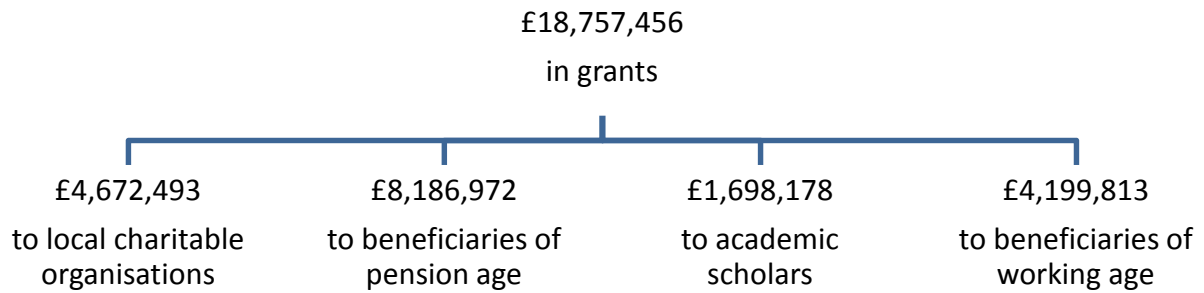 £18,757,456
in grants
£4,672,493
to local charitable
organisations
£8,186,972
to beneficiaries of
pension age
£1,698,178
to academic
scholars
£4,199,813
to beneficiaries of
working age